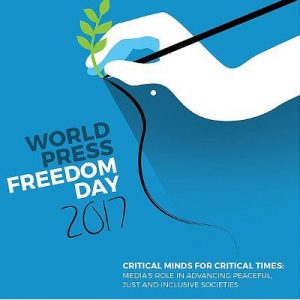 WORLD
PRESS
FREEDOM
DAY
2017
CRITICAL MINDS FOR CRITICAL TIMES:
MEDIA'S ROLE IN ADVANCING PEACEFUL,
JUST AND INCLUSIVE SOCIETIES